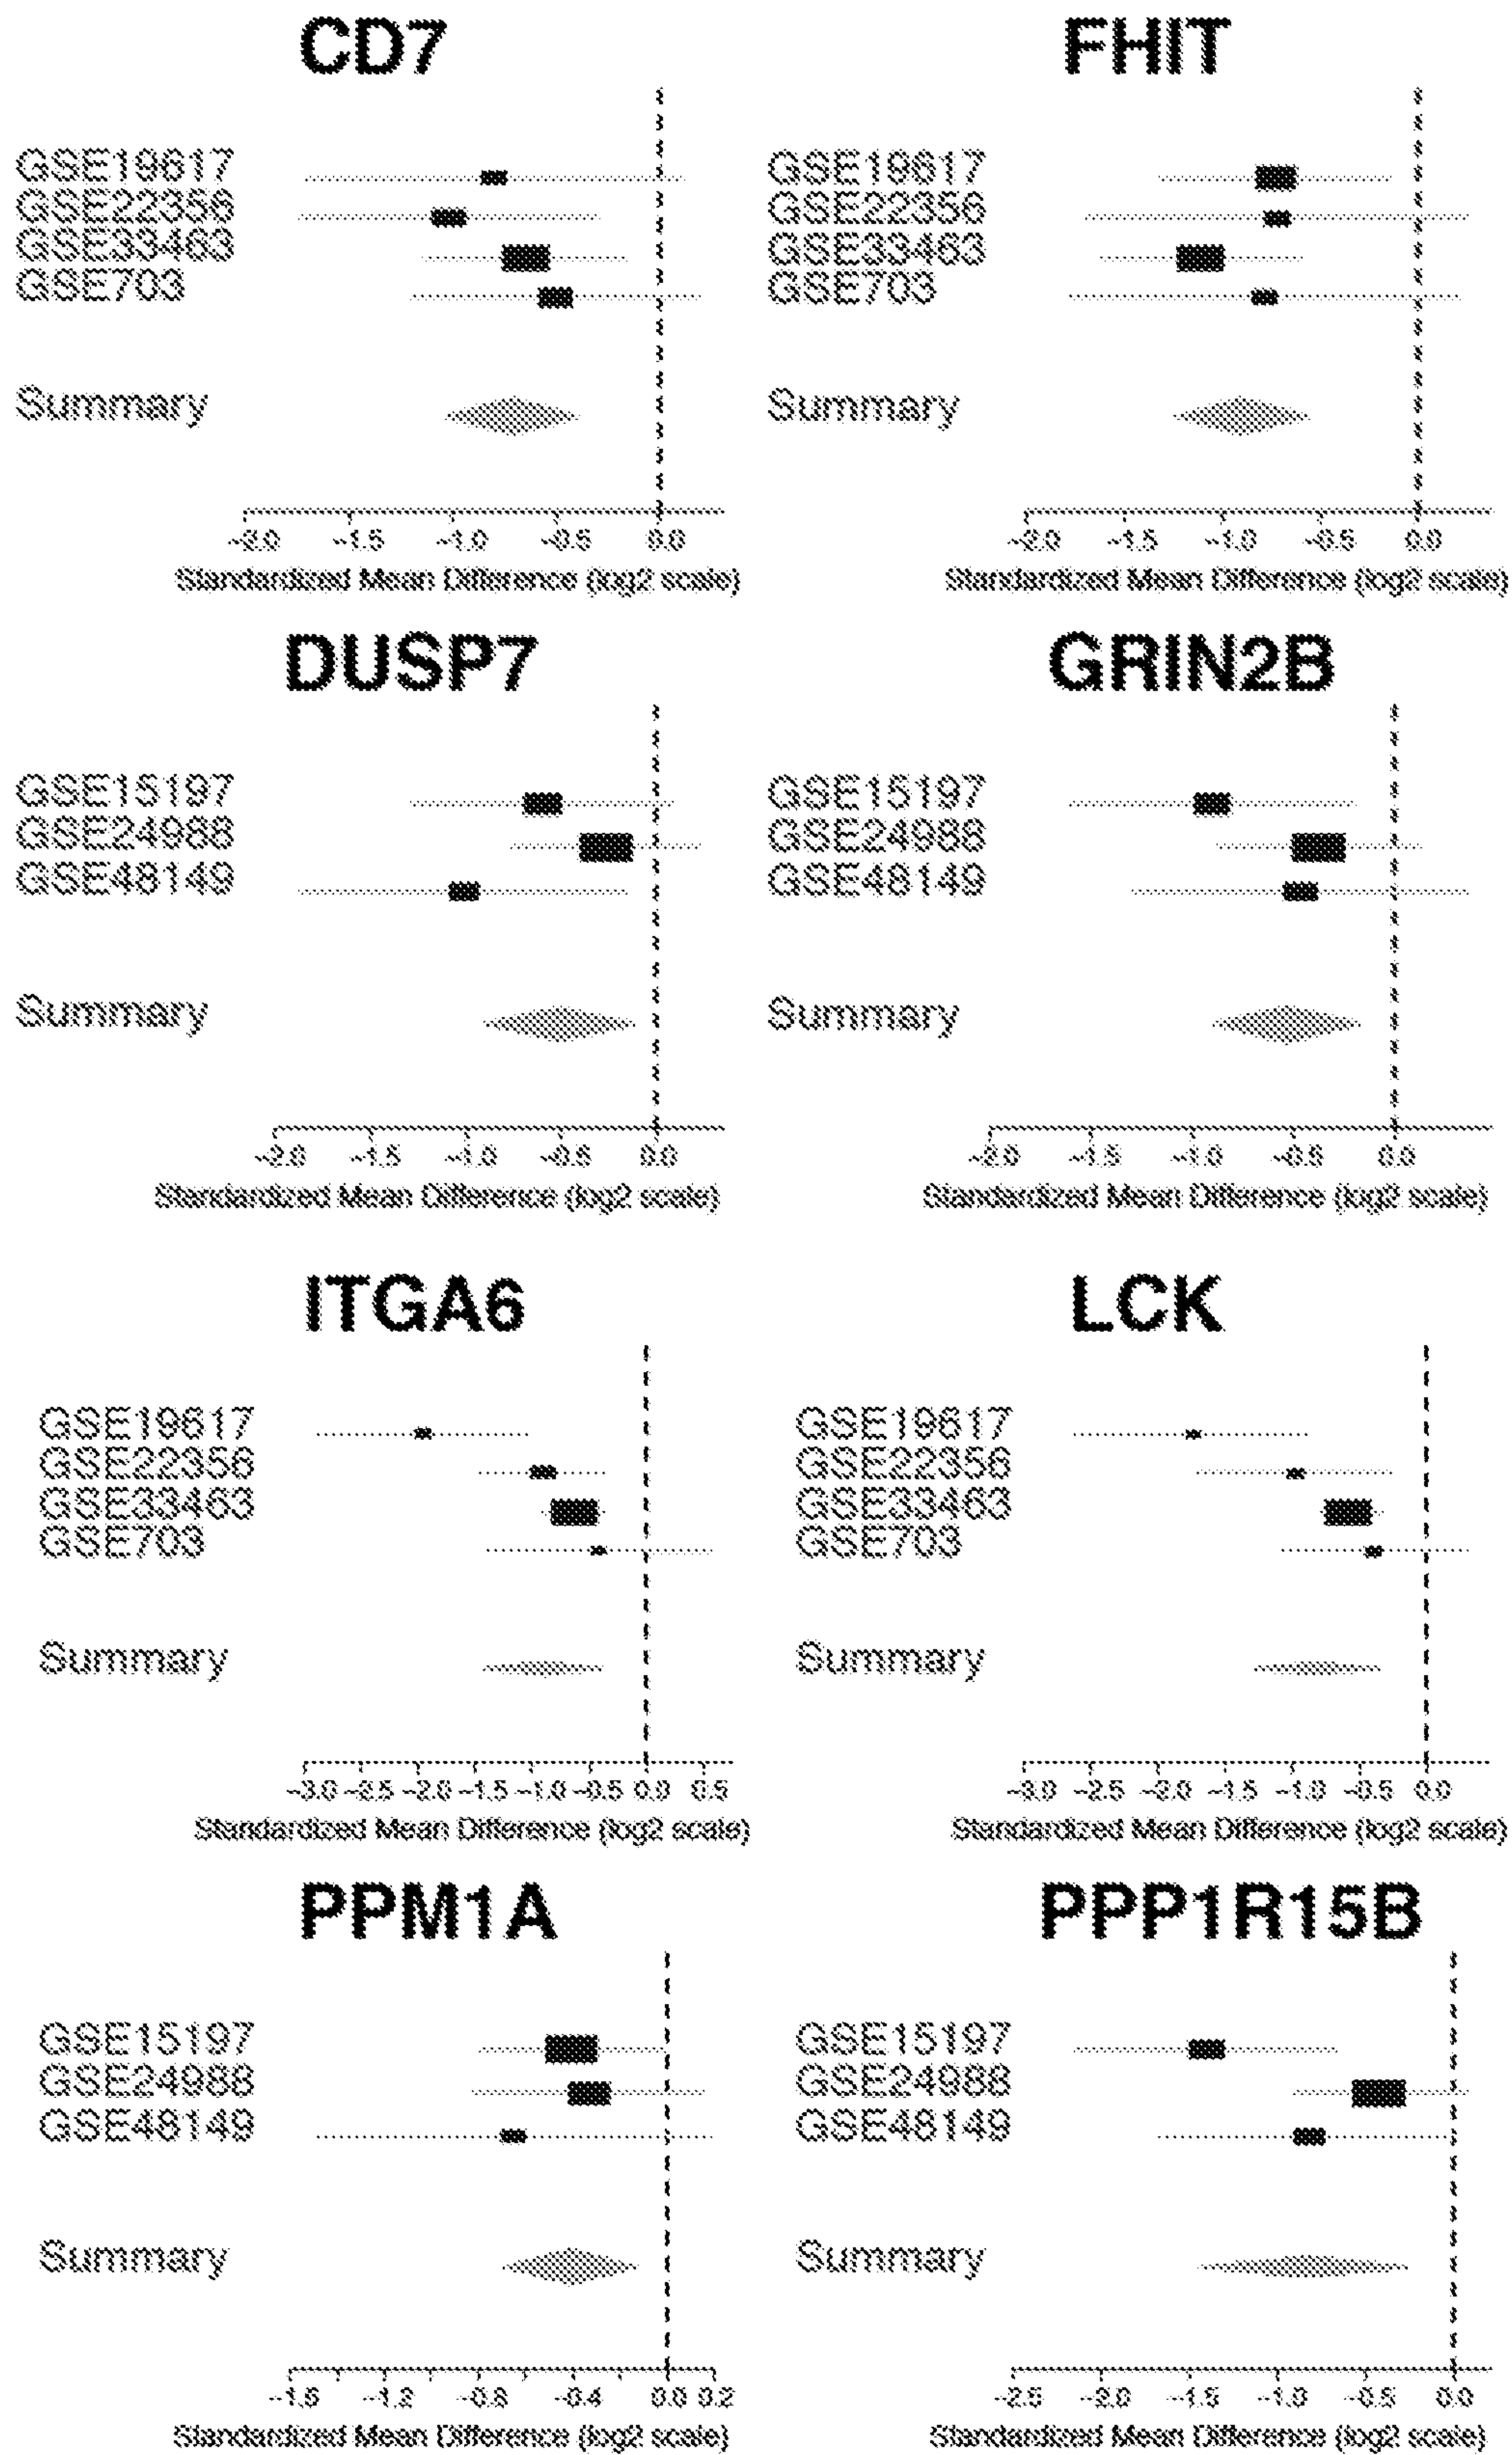 CD7
GSE19617
GSE22356
GSE33463
GSE703
Summary
-2.0 -1.5 -1.0 -0.5 0.0
Standardized Mean Difference (log2 scale)
FHIT
GSE19617
GSE22356
GSE33463
GSE703
Summary
-2.0 -1.5 -1.0 -0.5 0.0
Standardized Mean Difference (log2 scale)
DUSP7
GSE15197
GSE24988
GSE48149
Summary
-2.0 -1.5 -1.0 -0.5 0.0
Standardized Mean Difference (log2 scale)
GRIN2B
GSE15197
GSE24988
GSE48149
Summary
-2.0 -1.5 -1.0 -0.5 0.0
Standardized Mean Difference (log2 scale)
ITGA6
GSE19617
GSE22356
GSE33463
GSE703
Summary
-3.0 -2.5 -2.0 -1.5 -1.0 -0.5 0.0 0.5
Standardized Mean Difference (log2 scale)
LCK
GSE19617
GSE22356
GSE33463
GSE703
Summary
-3.0 -2.5 -2.0 -1.5 -1.0 -0.5 0.0
Standardized Mean Difference (log2 scale)
PPM1A
GSE15197
GSE24988
GSE48149
Summary
-0.8 -0.4 0.0 0.2
Standardized Mean Difference (log2 scale)
PPP1R15B
GSE15197
GSE24988
GSE48149
Summary
-2.5 -2.0 -1.5 -1.0 -0.5 0.0
Standardized Mean Difference (log2 scale)